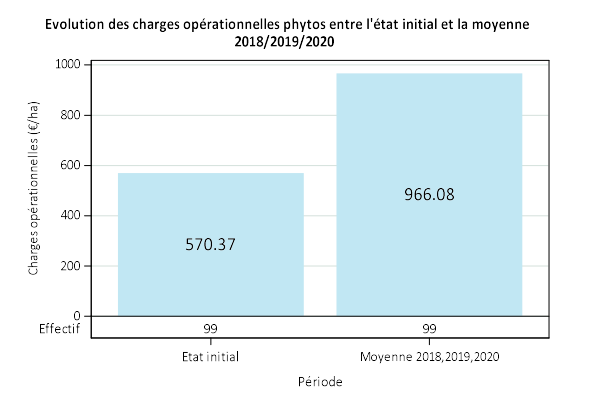 Evolution des charges opérationnelles phytos entre l'état initial et la moyenne
2018/2019/2020
Charges opérationnelles (€/ha)
1000
800
600
400
200
0
570.37
966.08
Effectif 99 99
Etat initial Moyenne 2018,2019,2020
Période